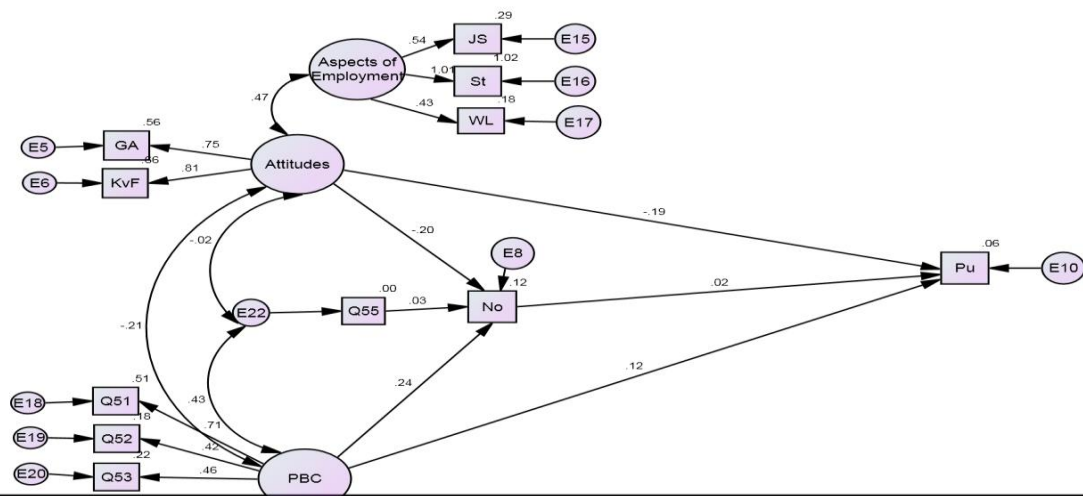 .29
.54
JS
E15
Aspects of
Employment
1.02
1.01
St
E16
.47
.18
.43
WL
E17
.56
E5
GA
.75
Attitudes
.66
E6
KvF
.81
-.19
-.02
-.20
.06
E8
Pu
E10
.12
.00
.02
E22
Q55
.03
No
-.21
.24
.12
.51
E18
Q51
.43
.71
.18
E19
Q52
.42
.22
E20
Q53
.46
PBC